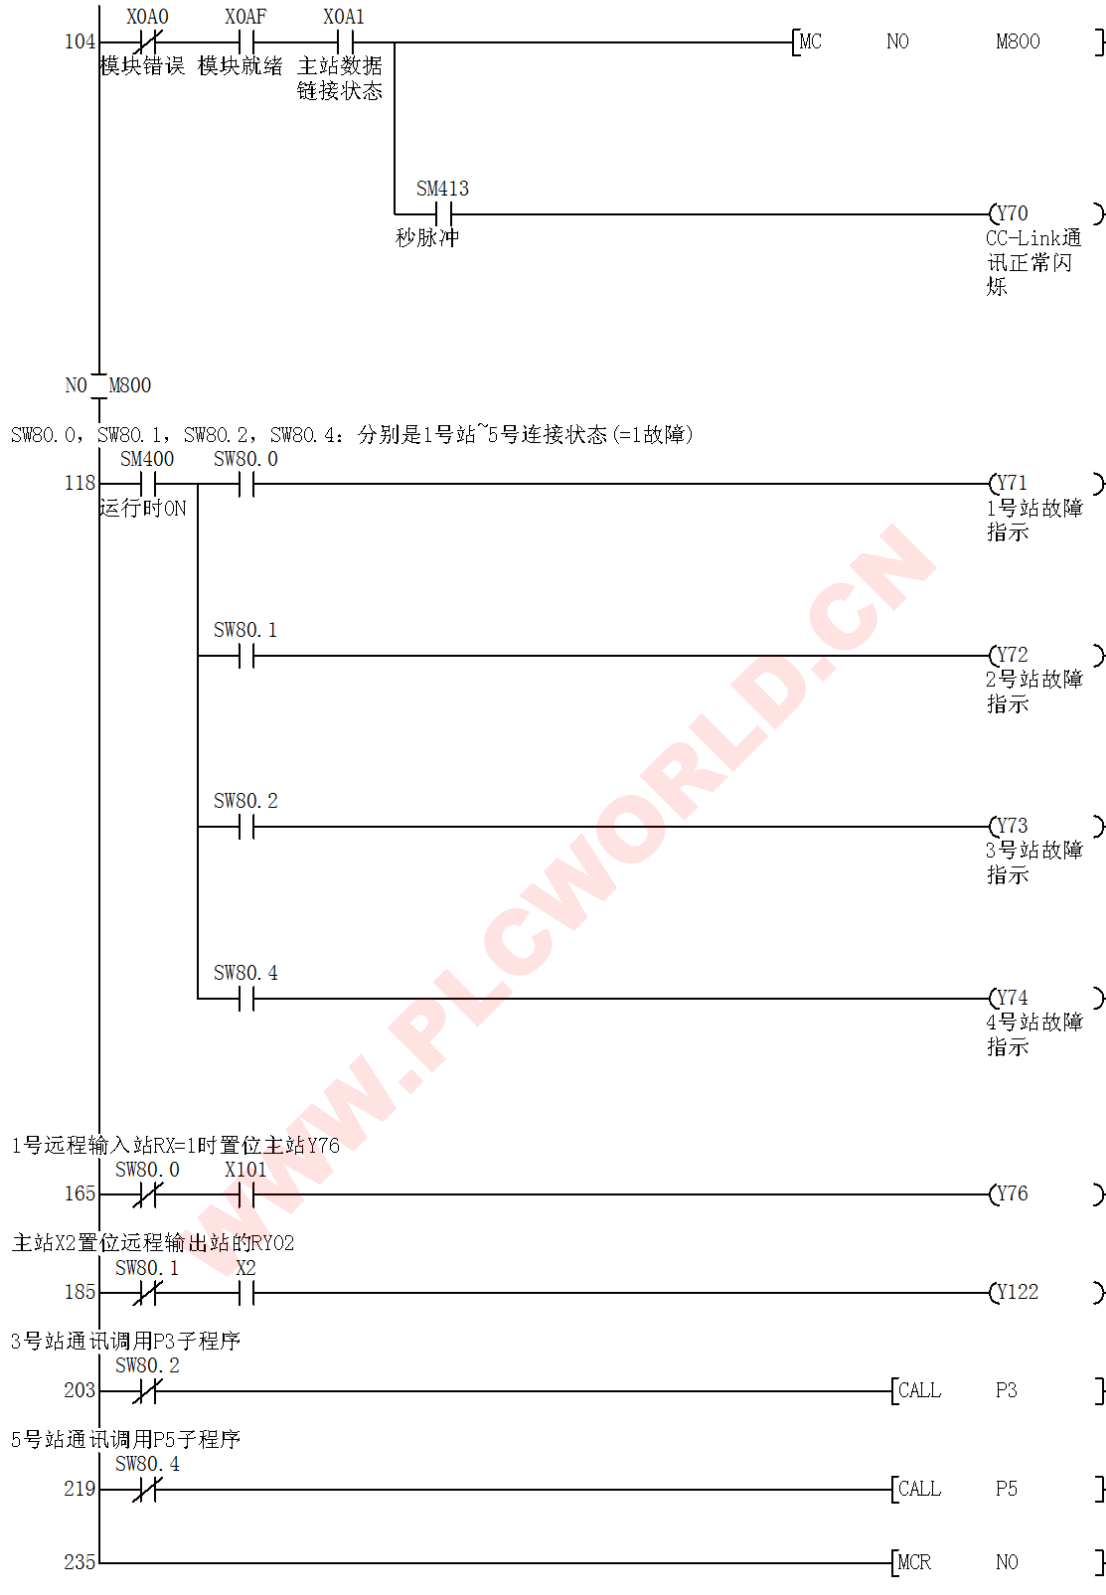 X0A0 X0AF X0A1
104 MC N0 M800
模块错误 模块就绪 主站数据
链接状态
SM413
Y70
秒脉冲 CC-Link通
讯正常闪
烁
N0 M800
SW80.0, SW80.1, SW80.2, SW80.4: 分别是1号站~5号连接状态(=1故障)
SM400 SW80.0
118 Y71
运行时ON 1号站故障
指示
SW80.1
Y72
2号站故障
指示
SW80.2
Y73
3号站故障
指示
SW80.4
Y74
4号站故障
指示
1号远程输入站RX=1时置位主站Y76
SW80.0 X101
165 Y76
主站X2置位远程输出站的RY02
SW80.1 X2
185 Y122
3号站通讯调用P3子程序
SW80.2
203 CALL P3
5号站通讯调用P5子程序
SW80.4
219 CALL P5
235 MCR N0
WWW.PLCWORLD.CN